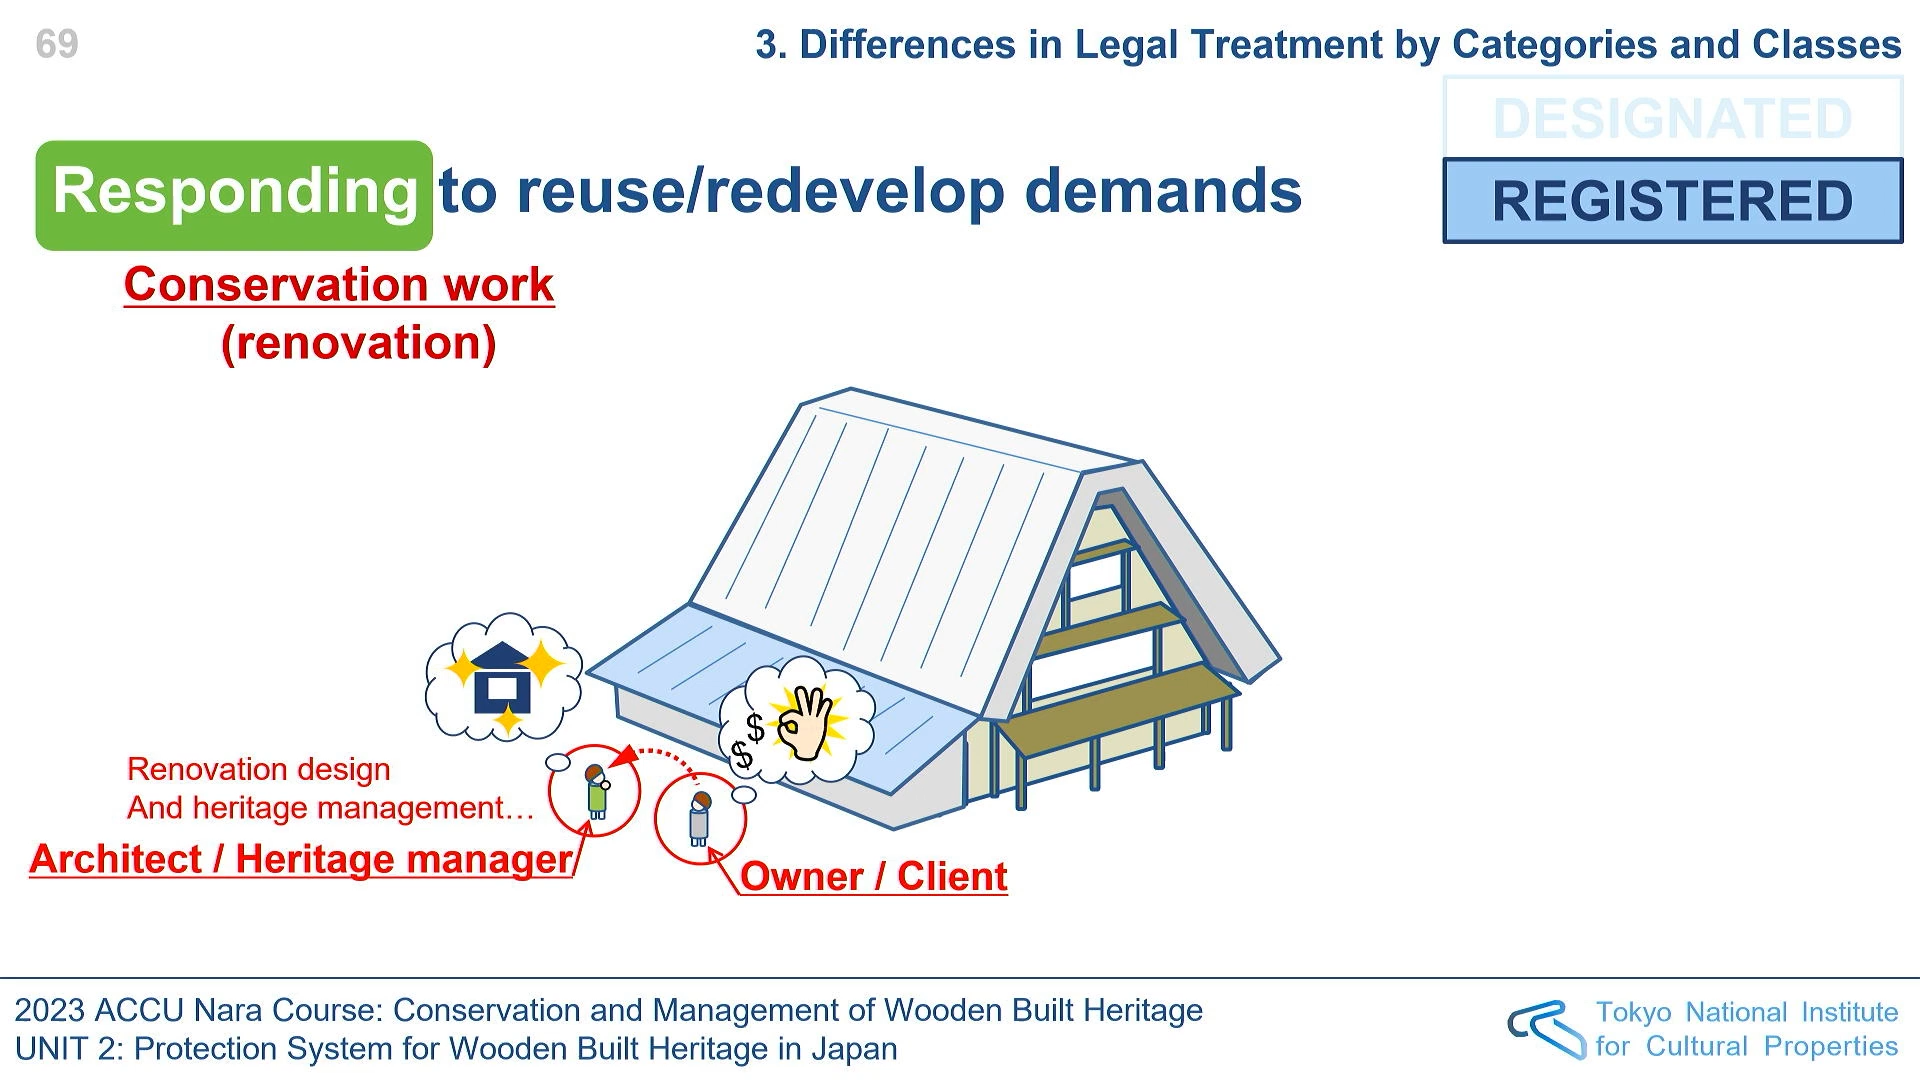 69
3. Differences in Legal Treatment by Categories and Classes
DESIGNATED
REGISTERED
Responding to reuse/redevelop demands
Conservation work
(renovation)
$
$
Renovation design
And heritage management…
Architect / Heritage manager
Owner / Client
2023 ACCU Nara Course: Conservation and Management of Wooden Built Heritage
UNIT 2: Protection System for Wooden Built Heritage in Japan
Tokyo National Institute
for Cultural Properties